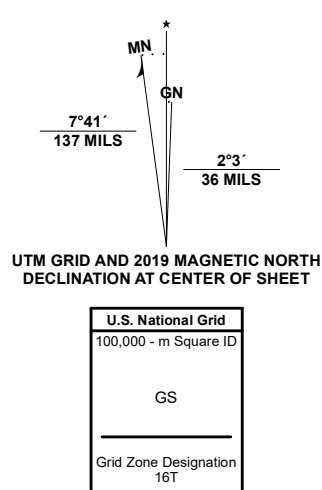 MN
GN
7°41´
137 MILS
2°3´
36 MILS
UTM GRID AND 2019 MAGNETIC NORTH
DECLINATION AT CENTER OF SHEET
U.S. National Grid
100,000 - m Square ID
GS
Grid Zone Designation
16T